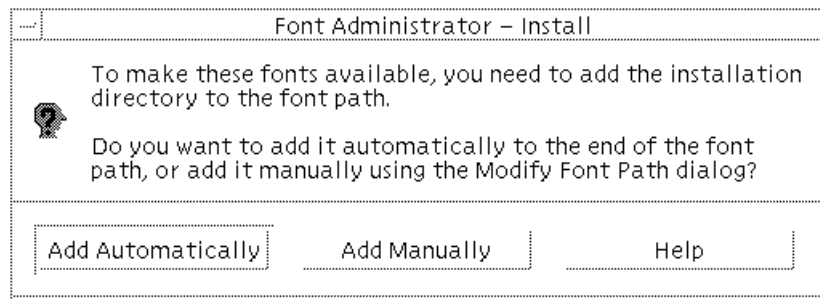 Font Administrator – Install
To make these fonts available, you need to add the installation
directory to the font path.
Do you want to add it automatically to the end of the font
path, or add it manually using the Modify Font Path dialog?
Add Automatically
Add Manually
Help